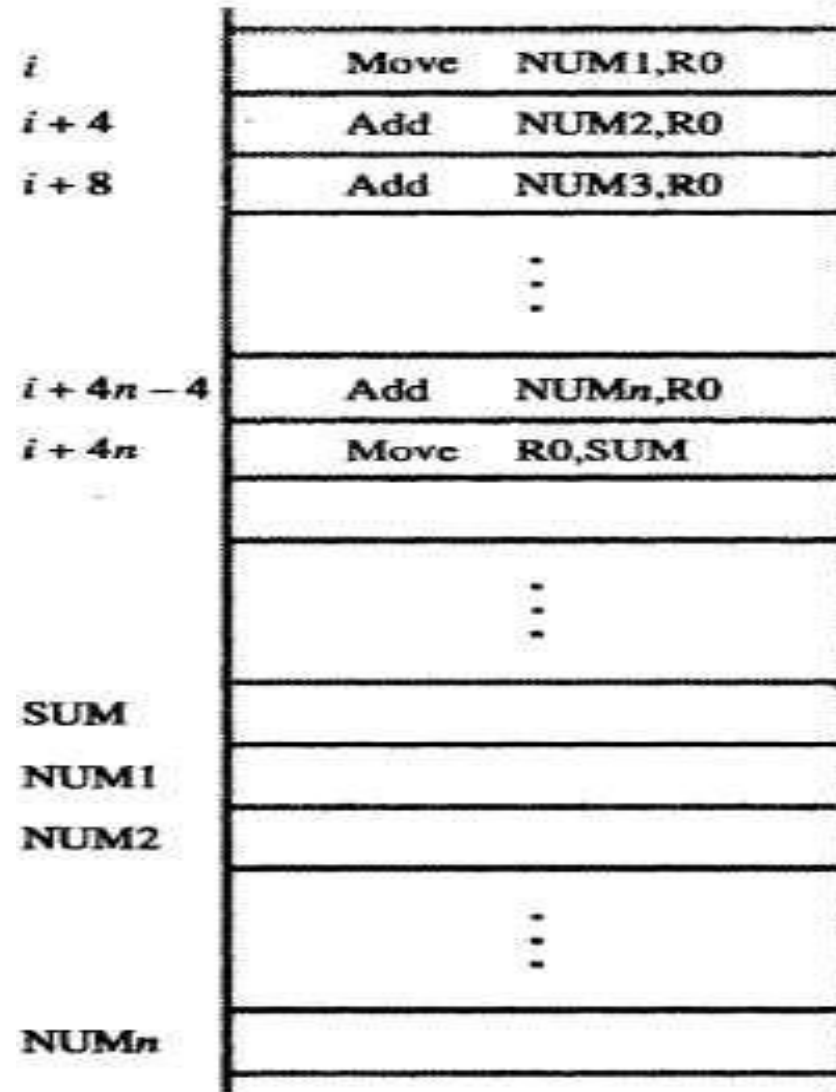 i Move NUM1,R0
i + 4 Add NUM2,R0
i + 8 Add NUM3,R0
i + 4n – 4 Add NUMn,R0
i + 4n Move R0,SUM
SUM
NUM1
NUM2
NUMn